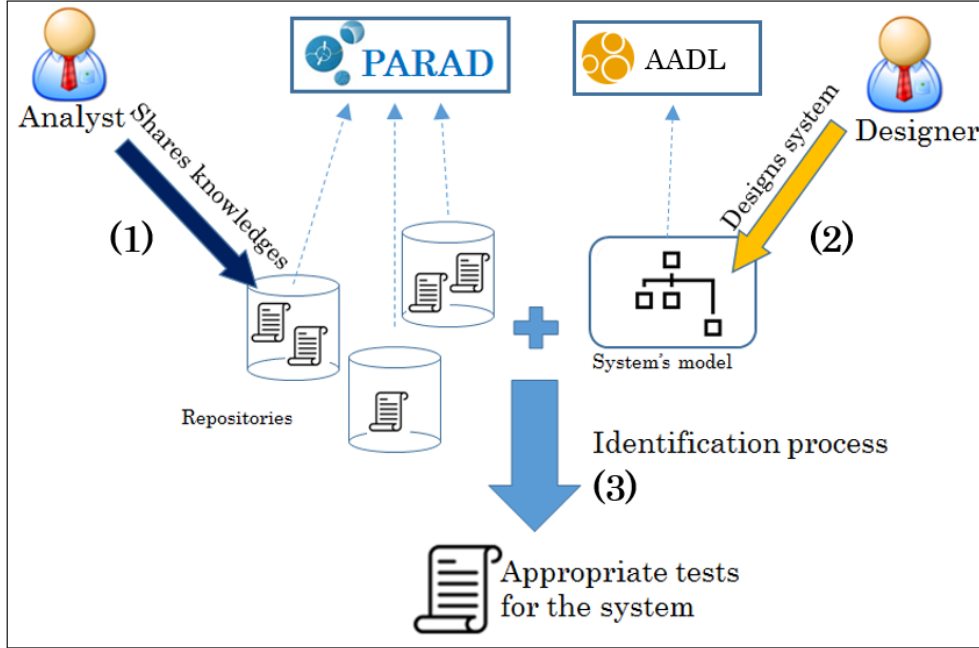 PARAD
AADL
Analyst
Designer
Shares knowledges
Designs system
(1)
(2)
System's model
Repositories
Identification process
(3)
Appropriate tests
for the system